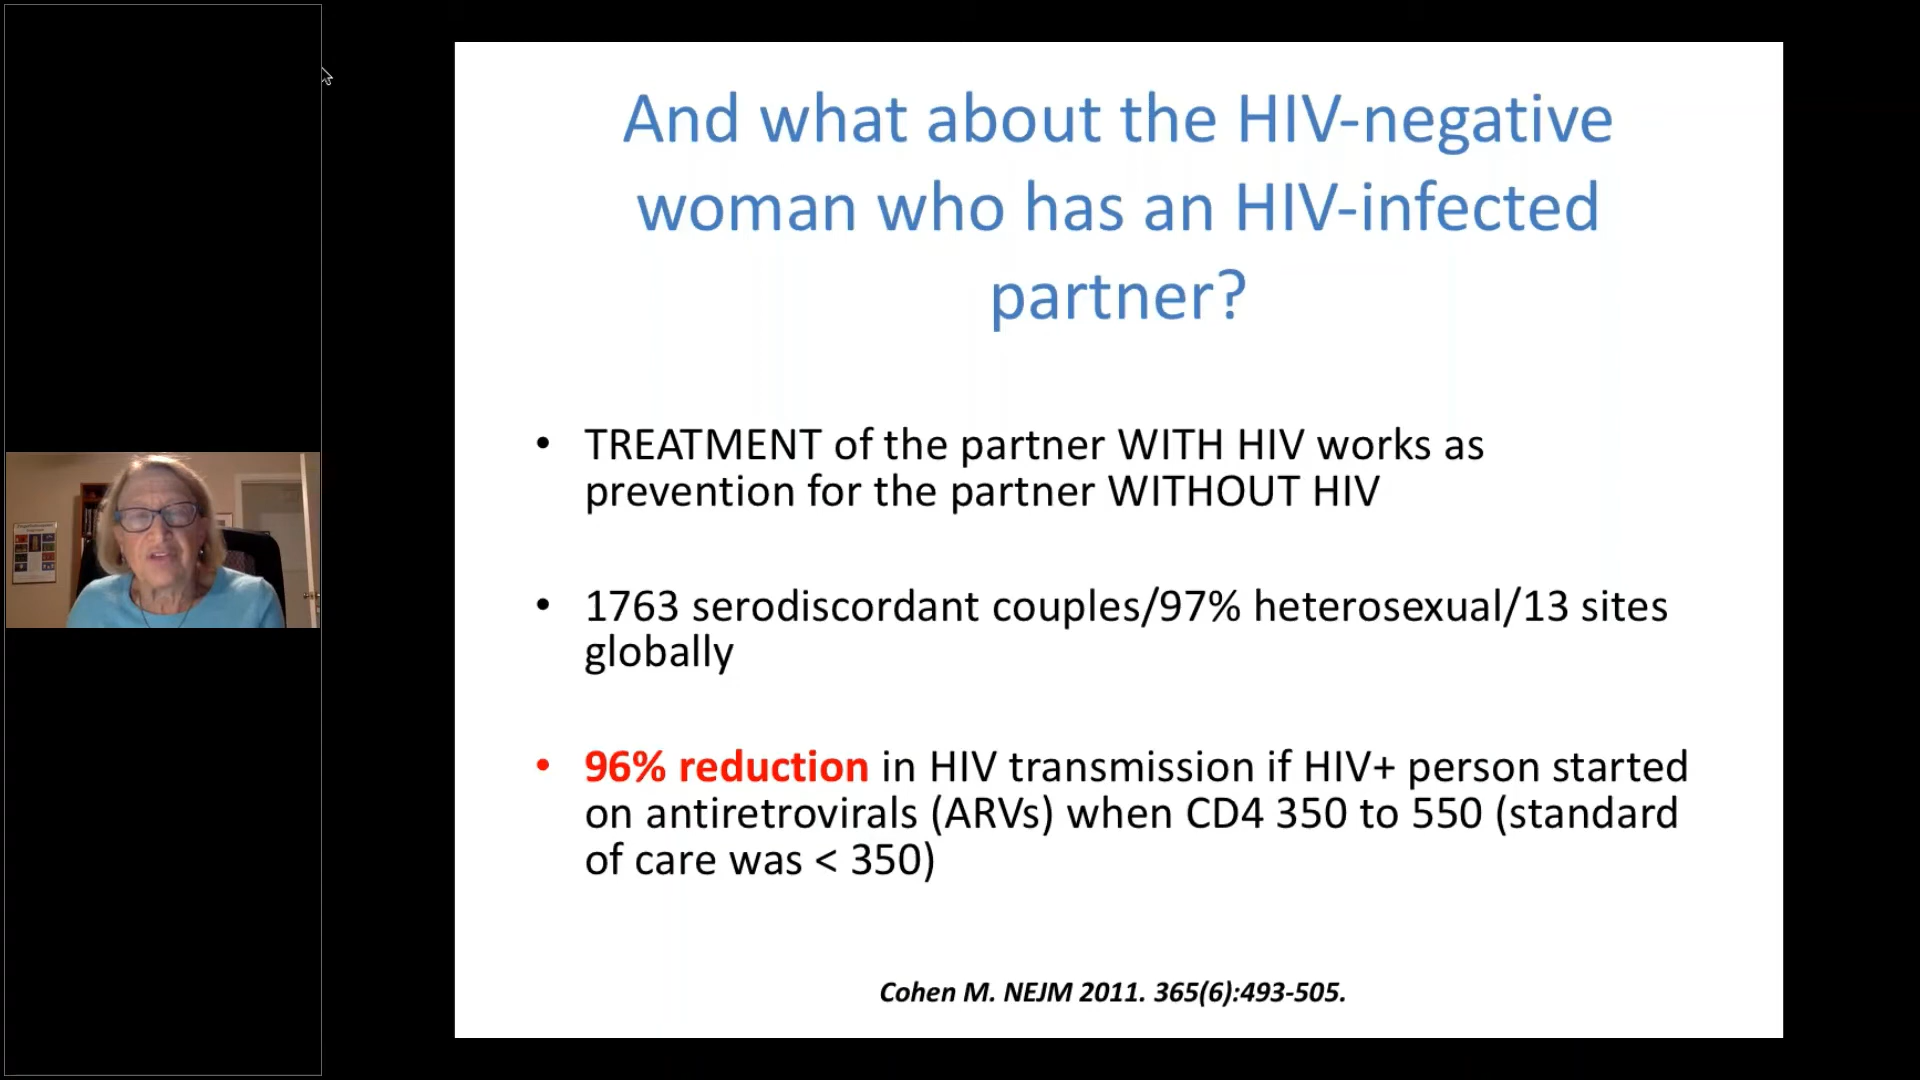 And what about the HIV-negative
woman who has an HIV-infected
partner?
• TREATMENT of the partner WITH HIV works as
prevention for the partner WITHOUT HIV
• 1763 serodiscordant couples/97% heterosexual/13 sites
globally
• 96% reduction in HIV transmission if HIV+ person started
on antiretrovirals (ARVs) when CD4 350 to 550 (standard
of care was < 350)
Cohen M. NEJM 2011. 365(6):493-505.